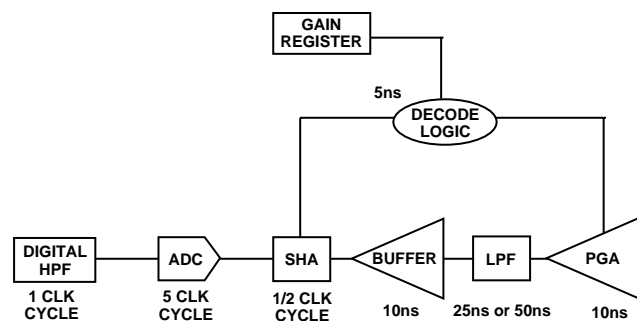 GAIN
REGISTER
5ns
DECODE
LOGIC
DIGITAL
HPF
ADC
SHA
BUFFER
LPF
PGA
1 CLK
CYCLE
5 CLK
CYCLE
1/2 CLK
CYCLE
10ns
25ns or 50ns
10ns